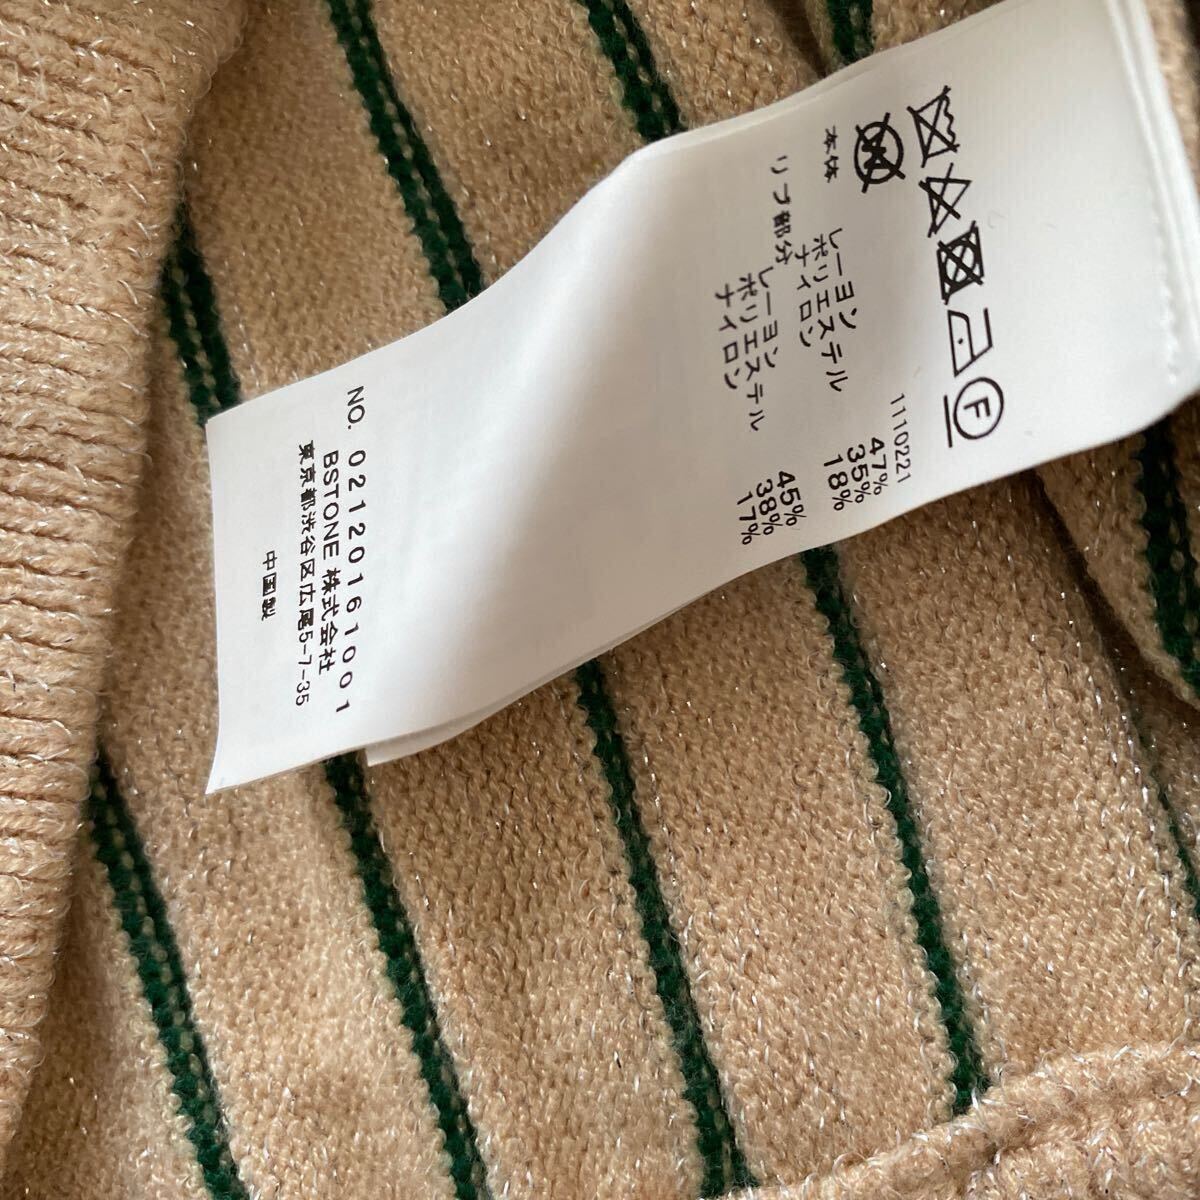 Ⓕ
1110221
本体
レーヨン 47%
ポリエステル 35%
ナイロン 18%
リブ部分
レーヨン 45%
ポリエステル 38%
ナイロン 17%
NO. 02120161001
BSTONE 株式会社
東京都渋谷区広尾5-7-35
中国製